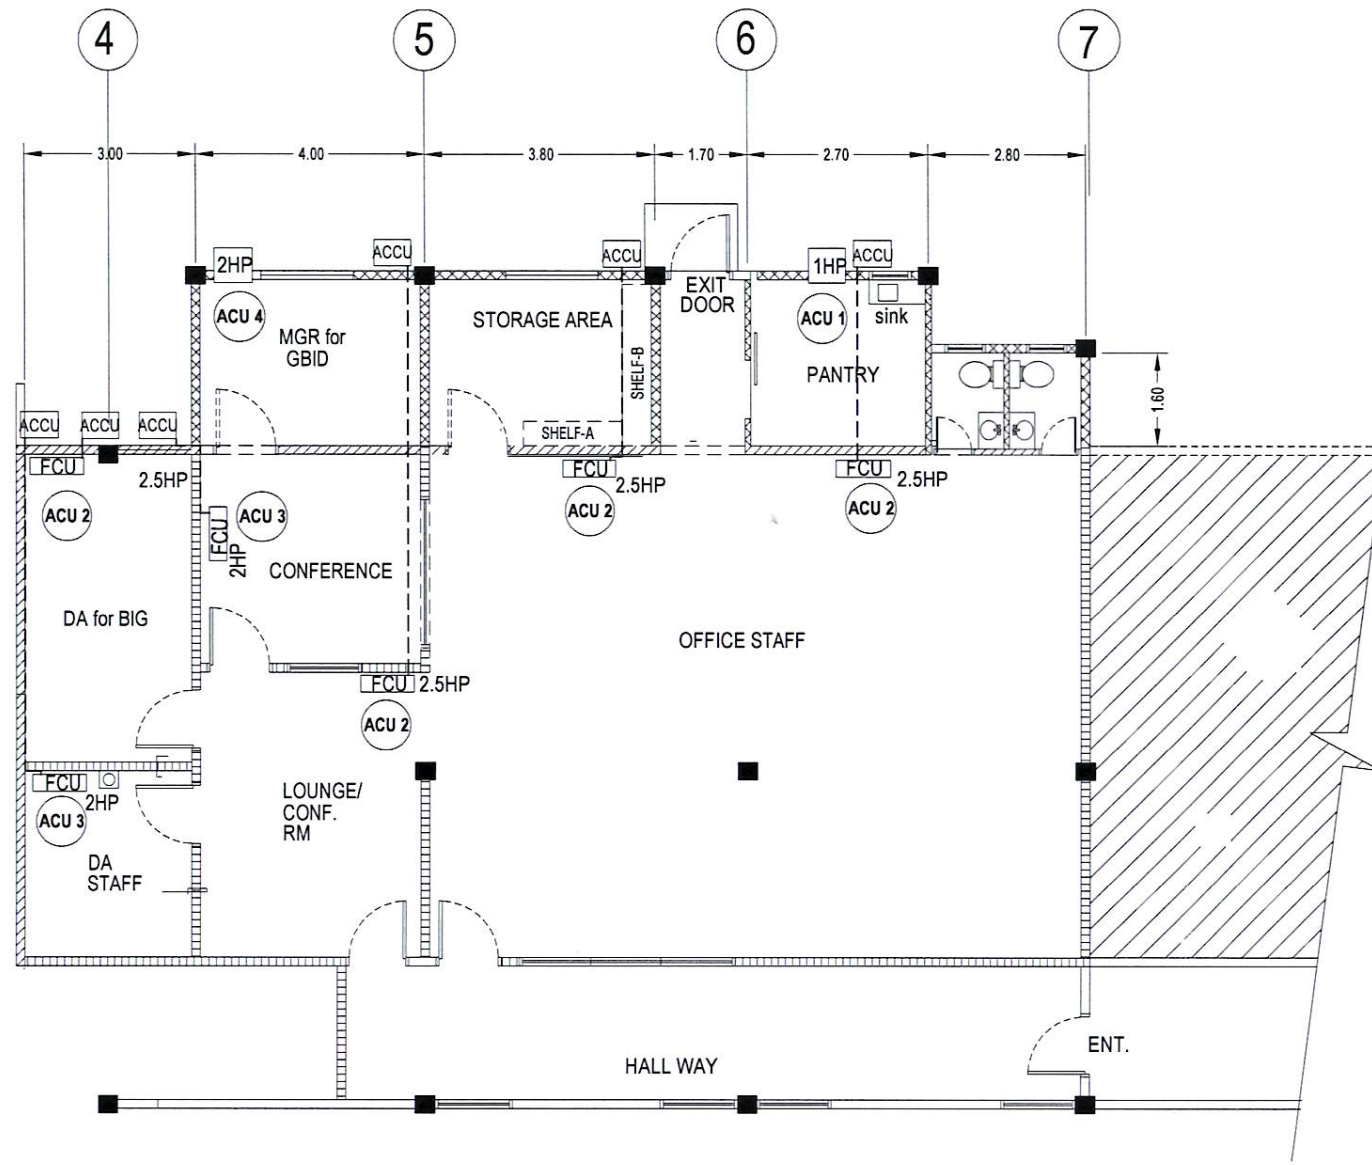 4
5
6
7
3.00
4.00
3.80
1.70
2.70
2.80
2HP
ACCU
ACCU
1HP
ACCU
EXIT
DOOR
ACU 4
MGR for
GBID
STORAGE AREA
ACU 1
sink
SHELF-B
PANTRY
1.60
ACCU
ACCU
ACCU
SHELF-A
FCU
2.5HP
FCU
2.5HP
FCU
2.5HP
ACU 2
ACU 3
ACU 2
ACU 2
FCU
2HP
CONFERENCE
DA for BIG
OFFICE STAFF
FCU
2.5HP
ACU 2
FCU
2HP
ACU 3
LOUNGE/
CONF.
RM
DA
STAFF
HALL WAY
ENT.